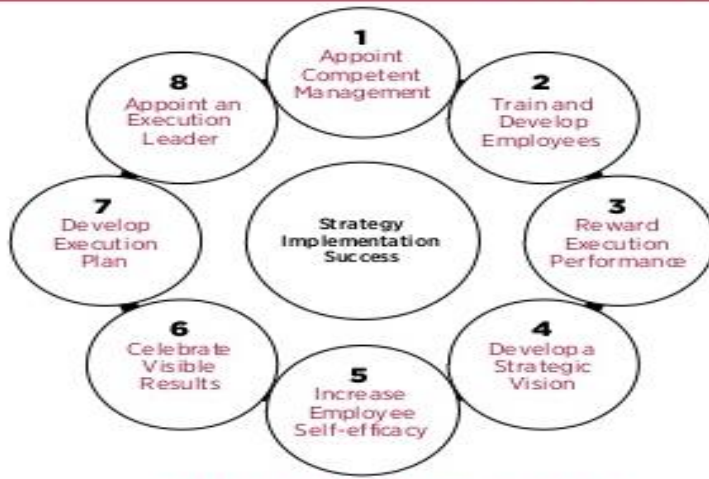 1
Appoint
Competent
Management
2
Train and
Develop
Employees
3
Reward
Execution
Performance
4
Develop a
Strategic
Vision
5
Increase
Employee
Self-efficacy
6
Celebrate
Visible
Results
7
Develop
Execution
Plan
8
Appoint an
Execution
Leader
Strategy
Implementation
Success